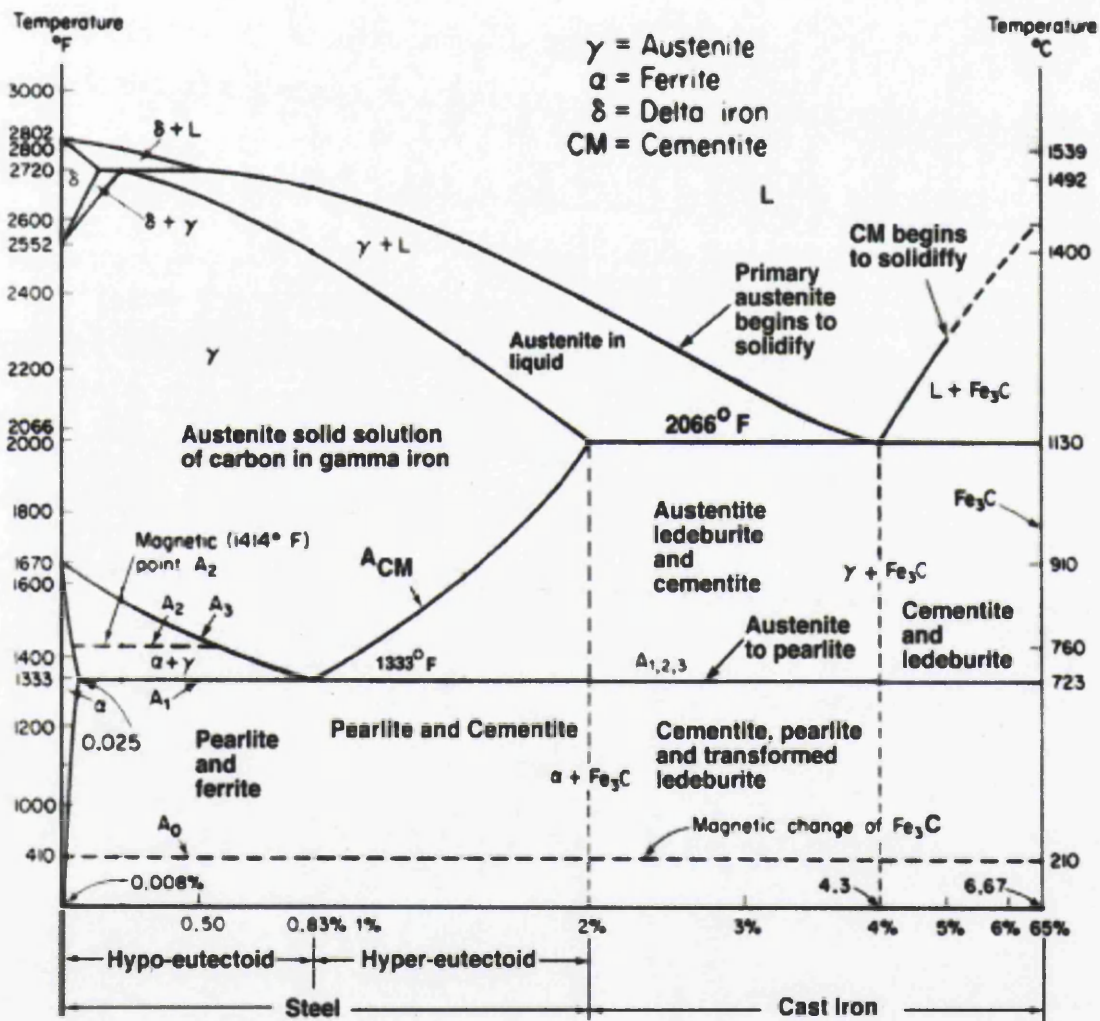 Temperature
°F
Temperature
°C
γ = Austenite
α = Ferrite
δ = Delta iron
CM = Cementite
3000
2802
2800
2720
2600
2552
2400
2200
2066
2000
1800
1670
1600
1400
1333
1200
1000
410
1539
1492
1400
1130
910
760
723
210
δ + L
δ
δ + γ
γ + L
L
CM begins
to solidiffy
Primary
austenite
begins to
solidify
Austenite in
liquid
γ
L + Fe₃C
2066° F
Austenite solid solution
of carbon in gamma iron
Austentite
ledeburite
and
cementite
Fe₃C
Magnetic (1414° F)
point A₂
A_CM
γ + Fe₃C
A₂
A₃
Cementite
and
ledeburite
Austenite
to pearlite
α + γ
1333° F
A₁,₂,₃
α
A₁
0.025
Pearlite
and
ferrite
Pearlite and Cementite
Cementite, pearlite
and transformed
ledeburite
α + Fe₃C
A₀
Magnetic change of Fe₃C
0.008%
4.3
6.67
0.50
0.83%
1%
2%
3%
4%
5%
6%
65%
Hypo-eutectoid
Hyper-eutectoid
Steel
Cast Iron